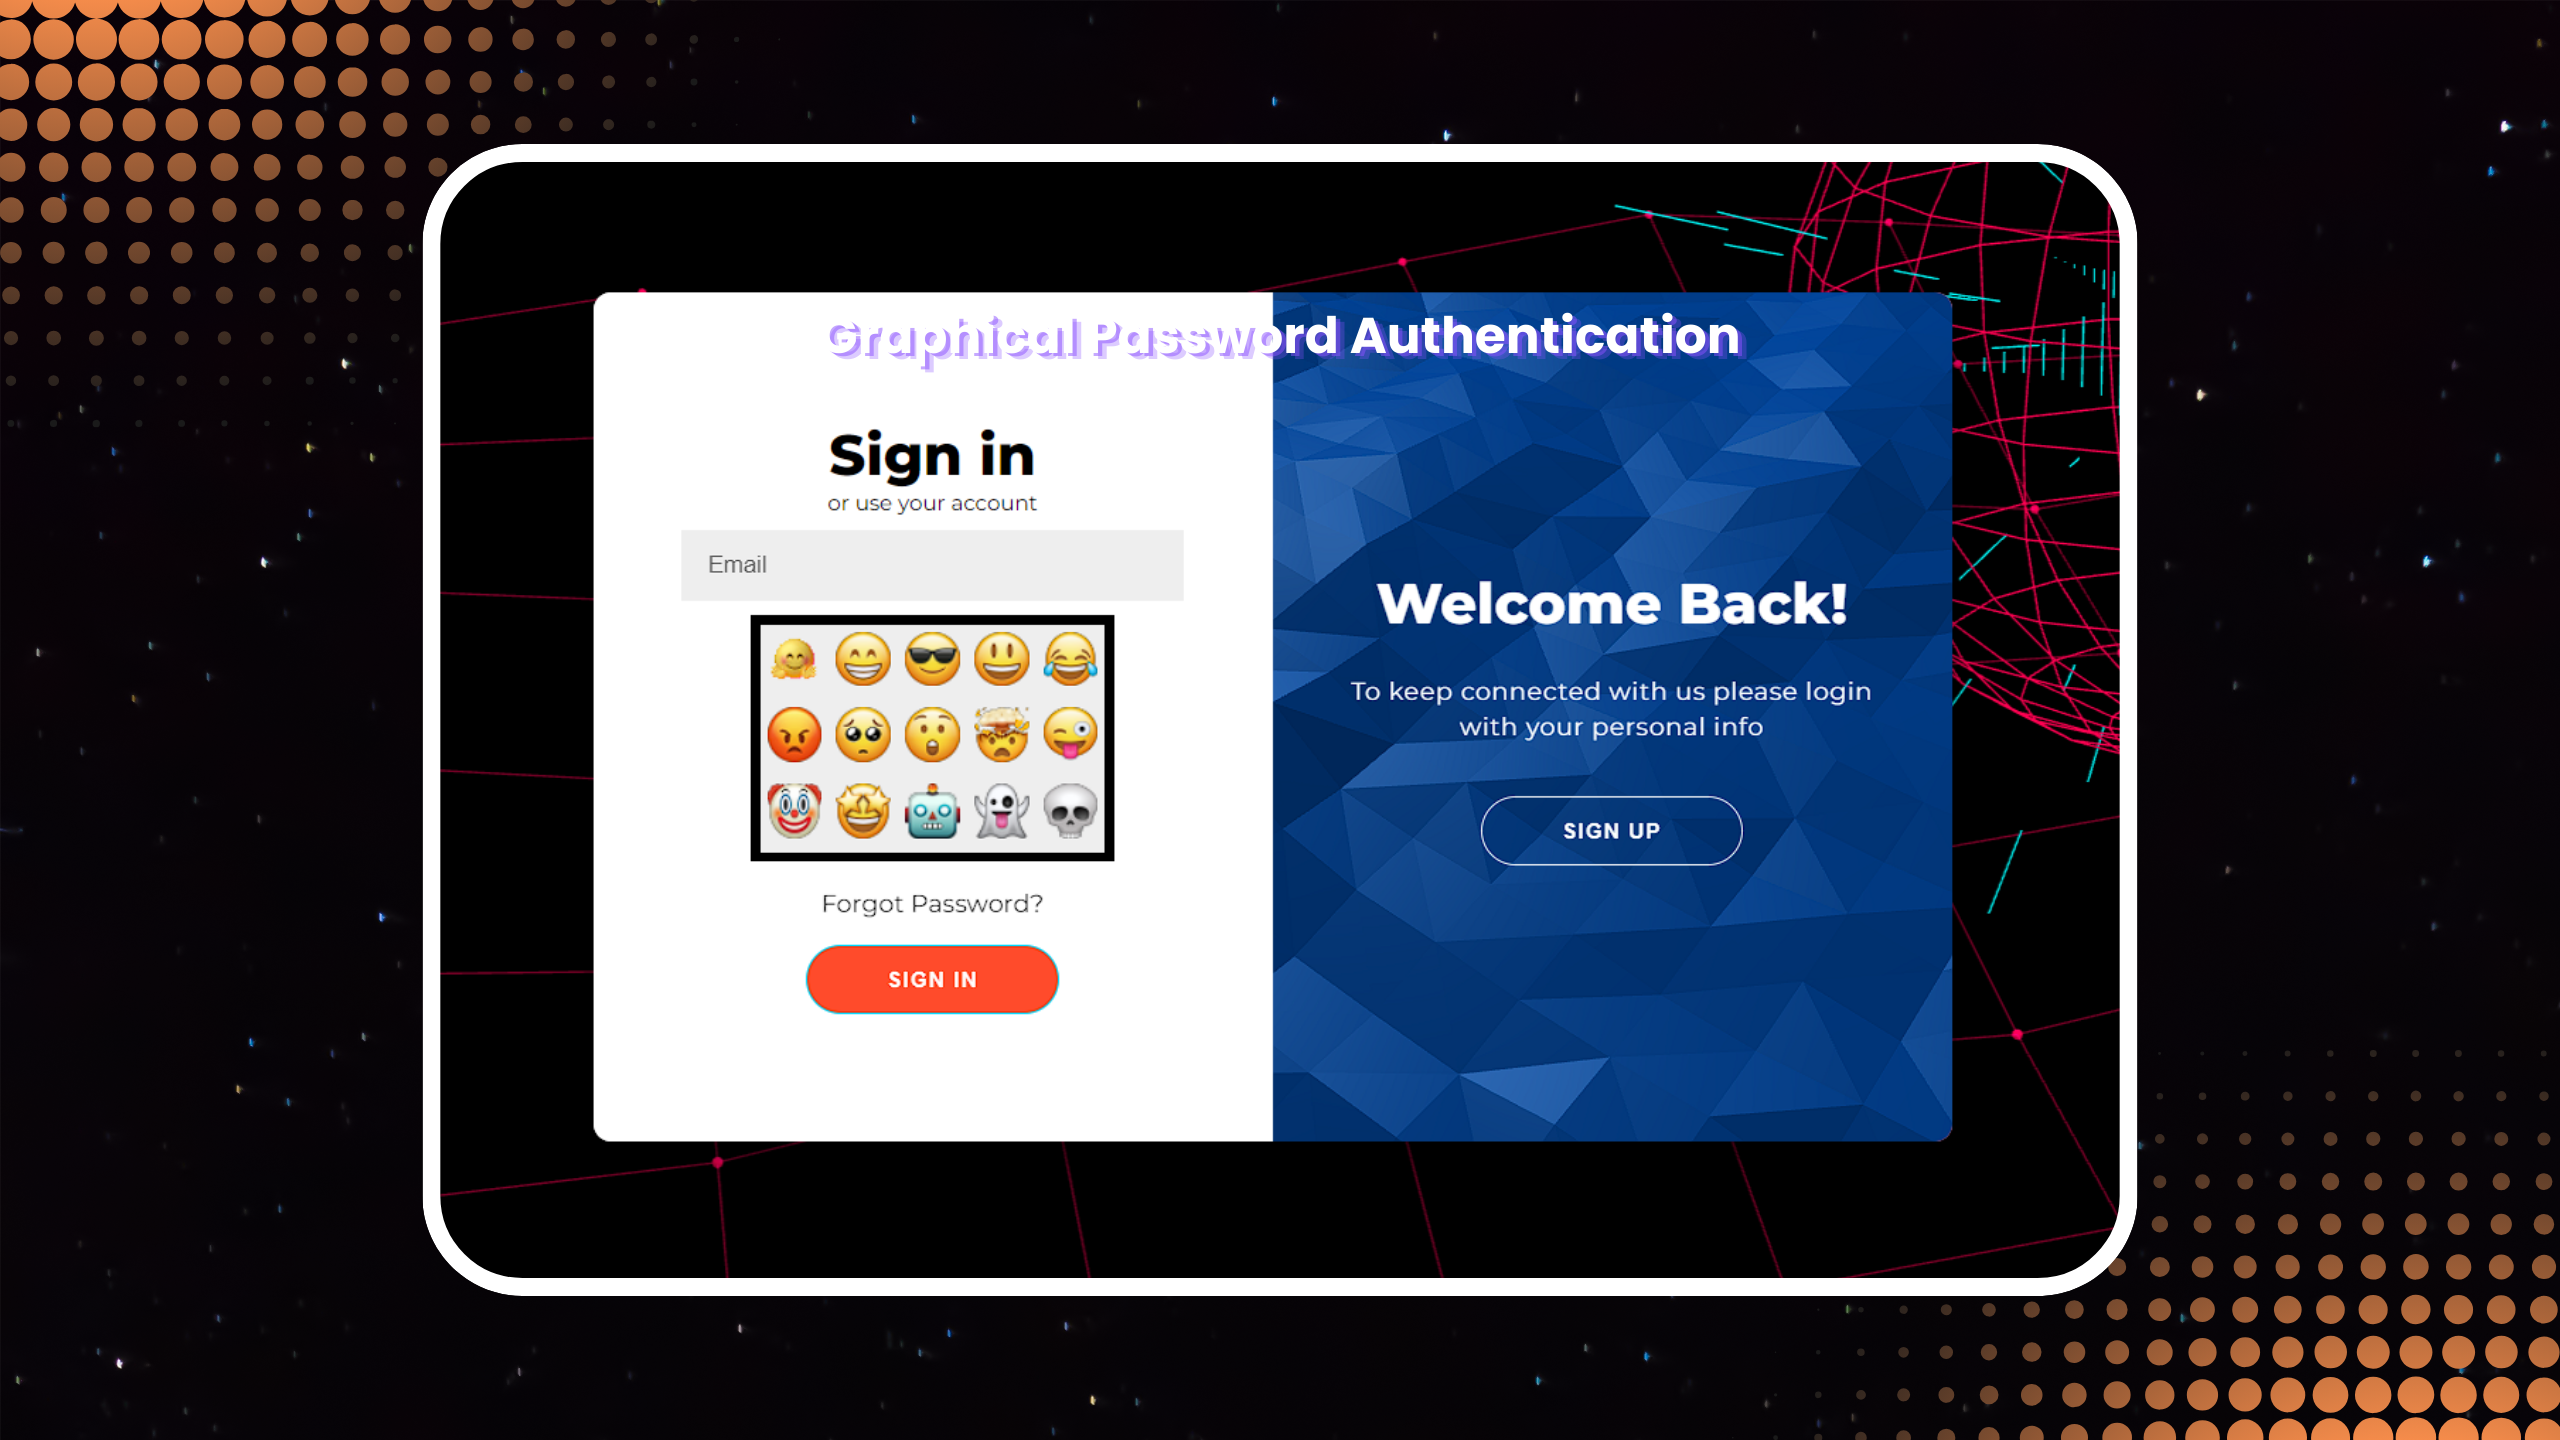 Graphical Password Authentication
Sign in
or use your account
Email
Forgot Password?
SIGN IN
Welcome Back!
To keep connected with us please login
with your personal info
SIGN UP